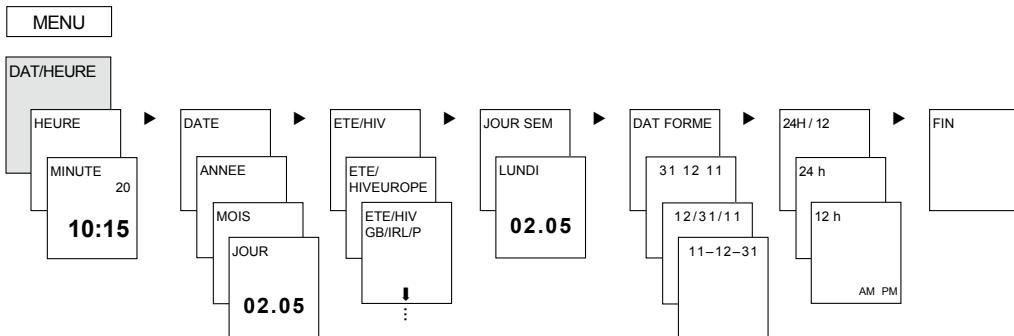 MENU
DAT/HEURE
HEURE
MINUTE
20
10:15
DATE
ANNEE
MOIS
JOUR
02.05
ETE/HIV
ETE/
HIVEUROPE
ETE/HIV
GB/IRL/P
JOUR SEM
LUNDI
02.05
DAT FORME
31 12 11
12/31/11
11–12–31
24H / 12
24 h
12 h
AM PM
FIN